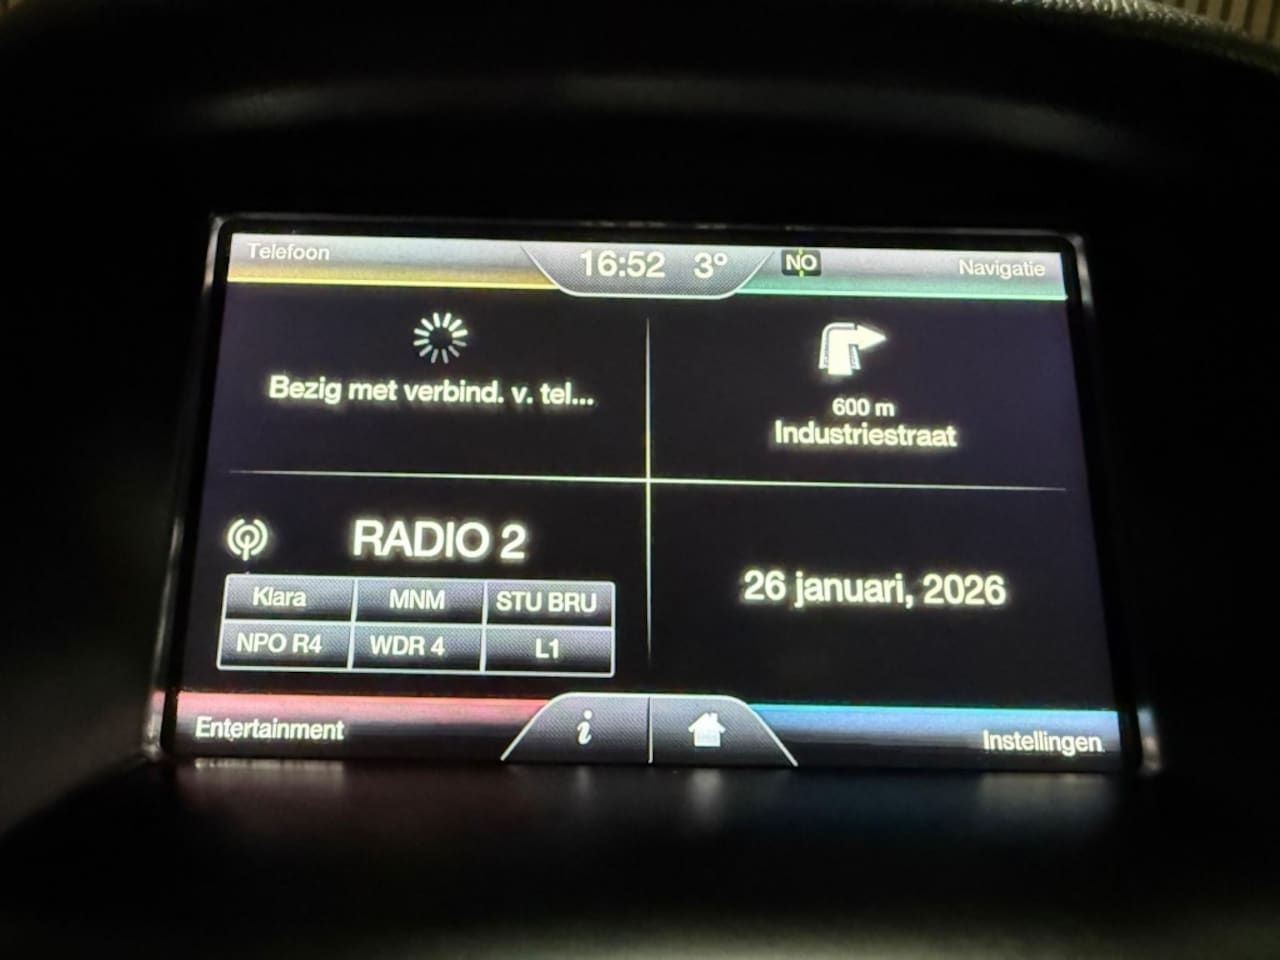 Telefoon
16:52 3°
NO
Navigatie
Bezig met verbind. v. tel...
600 m
Industriestraat
RADIO 2
Klara MNM STU BRU
NPO R4 WDR 4 L1
26 januari, 2026
Entertainment
i
Instellingen